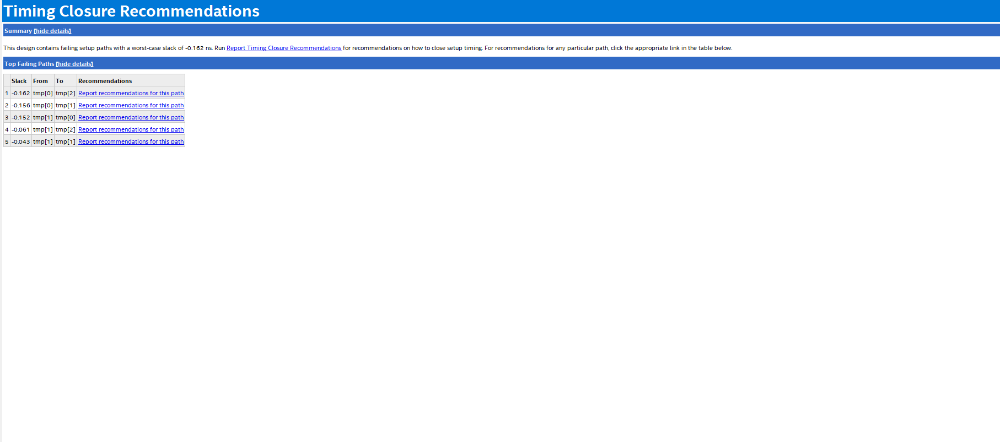 Timing Closure Recommendations
Summary [hide details]
This design contains failing setup paths with a worst-case slack of -0.162 ns. Run Report Timing Closure Recommendations for recommendations on how to close setup timing. For recommendations for any particular path, click the appropriate link in the table below.
Top Failing Paths [hide details]
Slack From To Recommendations
1 -0.162 tmp[0] tmp[2] Report recommendations for this path
2 -0.156 tmp[0] tmp[1] Report recommendations for this path
3 -0.152 tmp[1] tmp[0] Report recommendations for this path
4 -0.061 tmp[1] tmp[2] Report recommendations for this path
5 -0.043 tmp[1] tmp[1] Report recommendations for this path